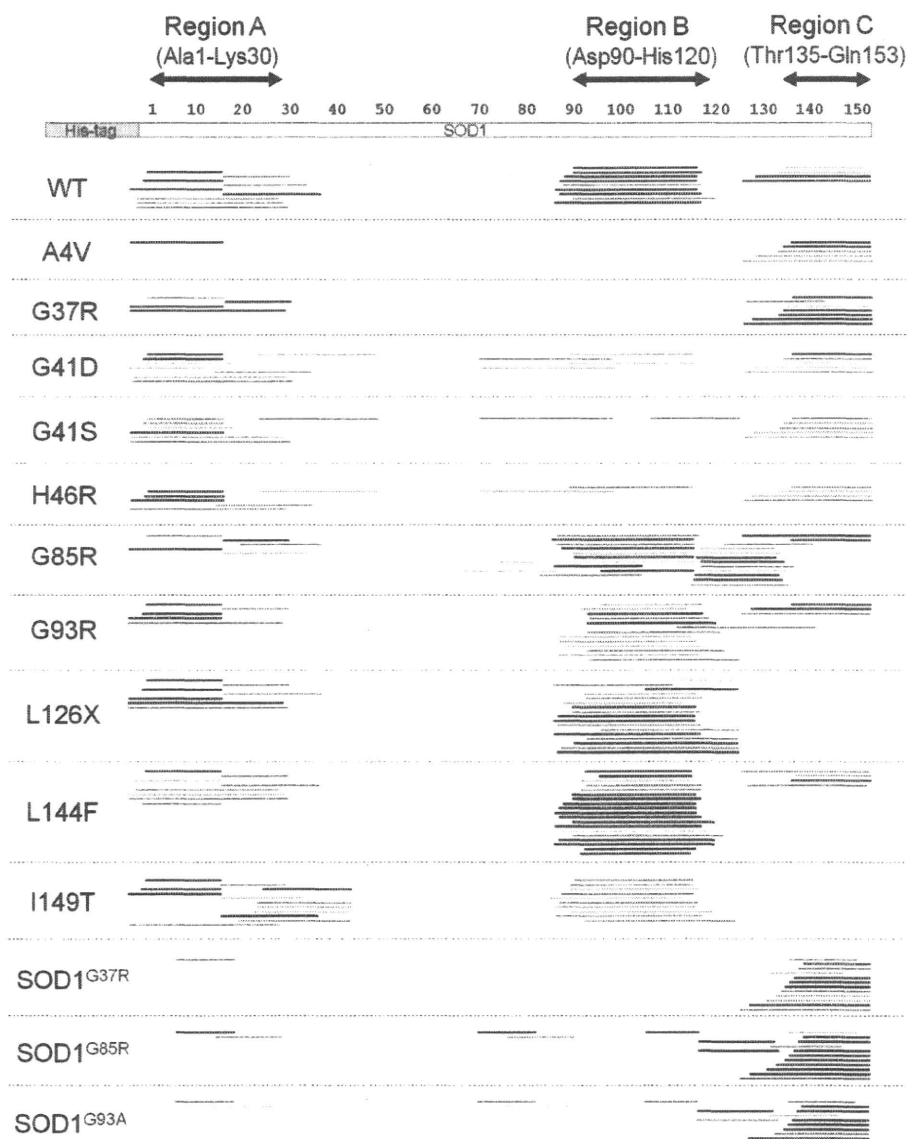 Region A Region B Region C
(Ala1-Lys30) (Asp90-His120) (Thr135-Gln153)
1 10 20 30 40 50 60 70 80 90 100 110 120 130 140 150
His-tag SOD1
WT
A4V
G37R
G41D
G41S
H46R
G85R
G93R
L126X
L144F
I149T
SOD1G37R
SOD1G85R
SOD1G93A